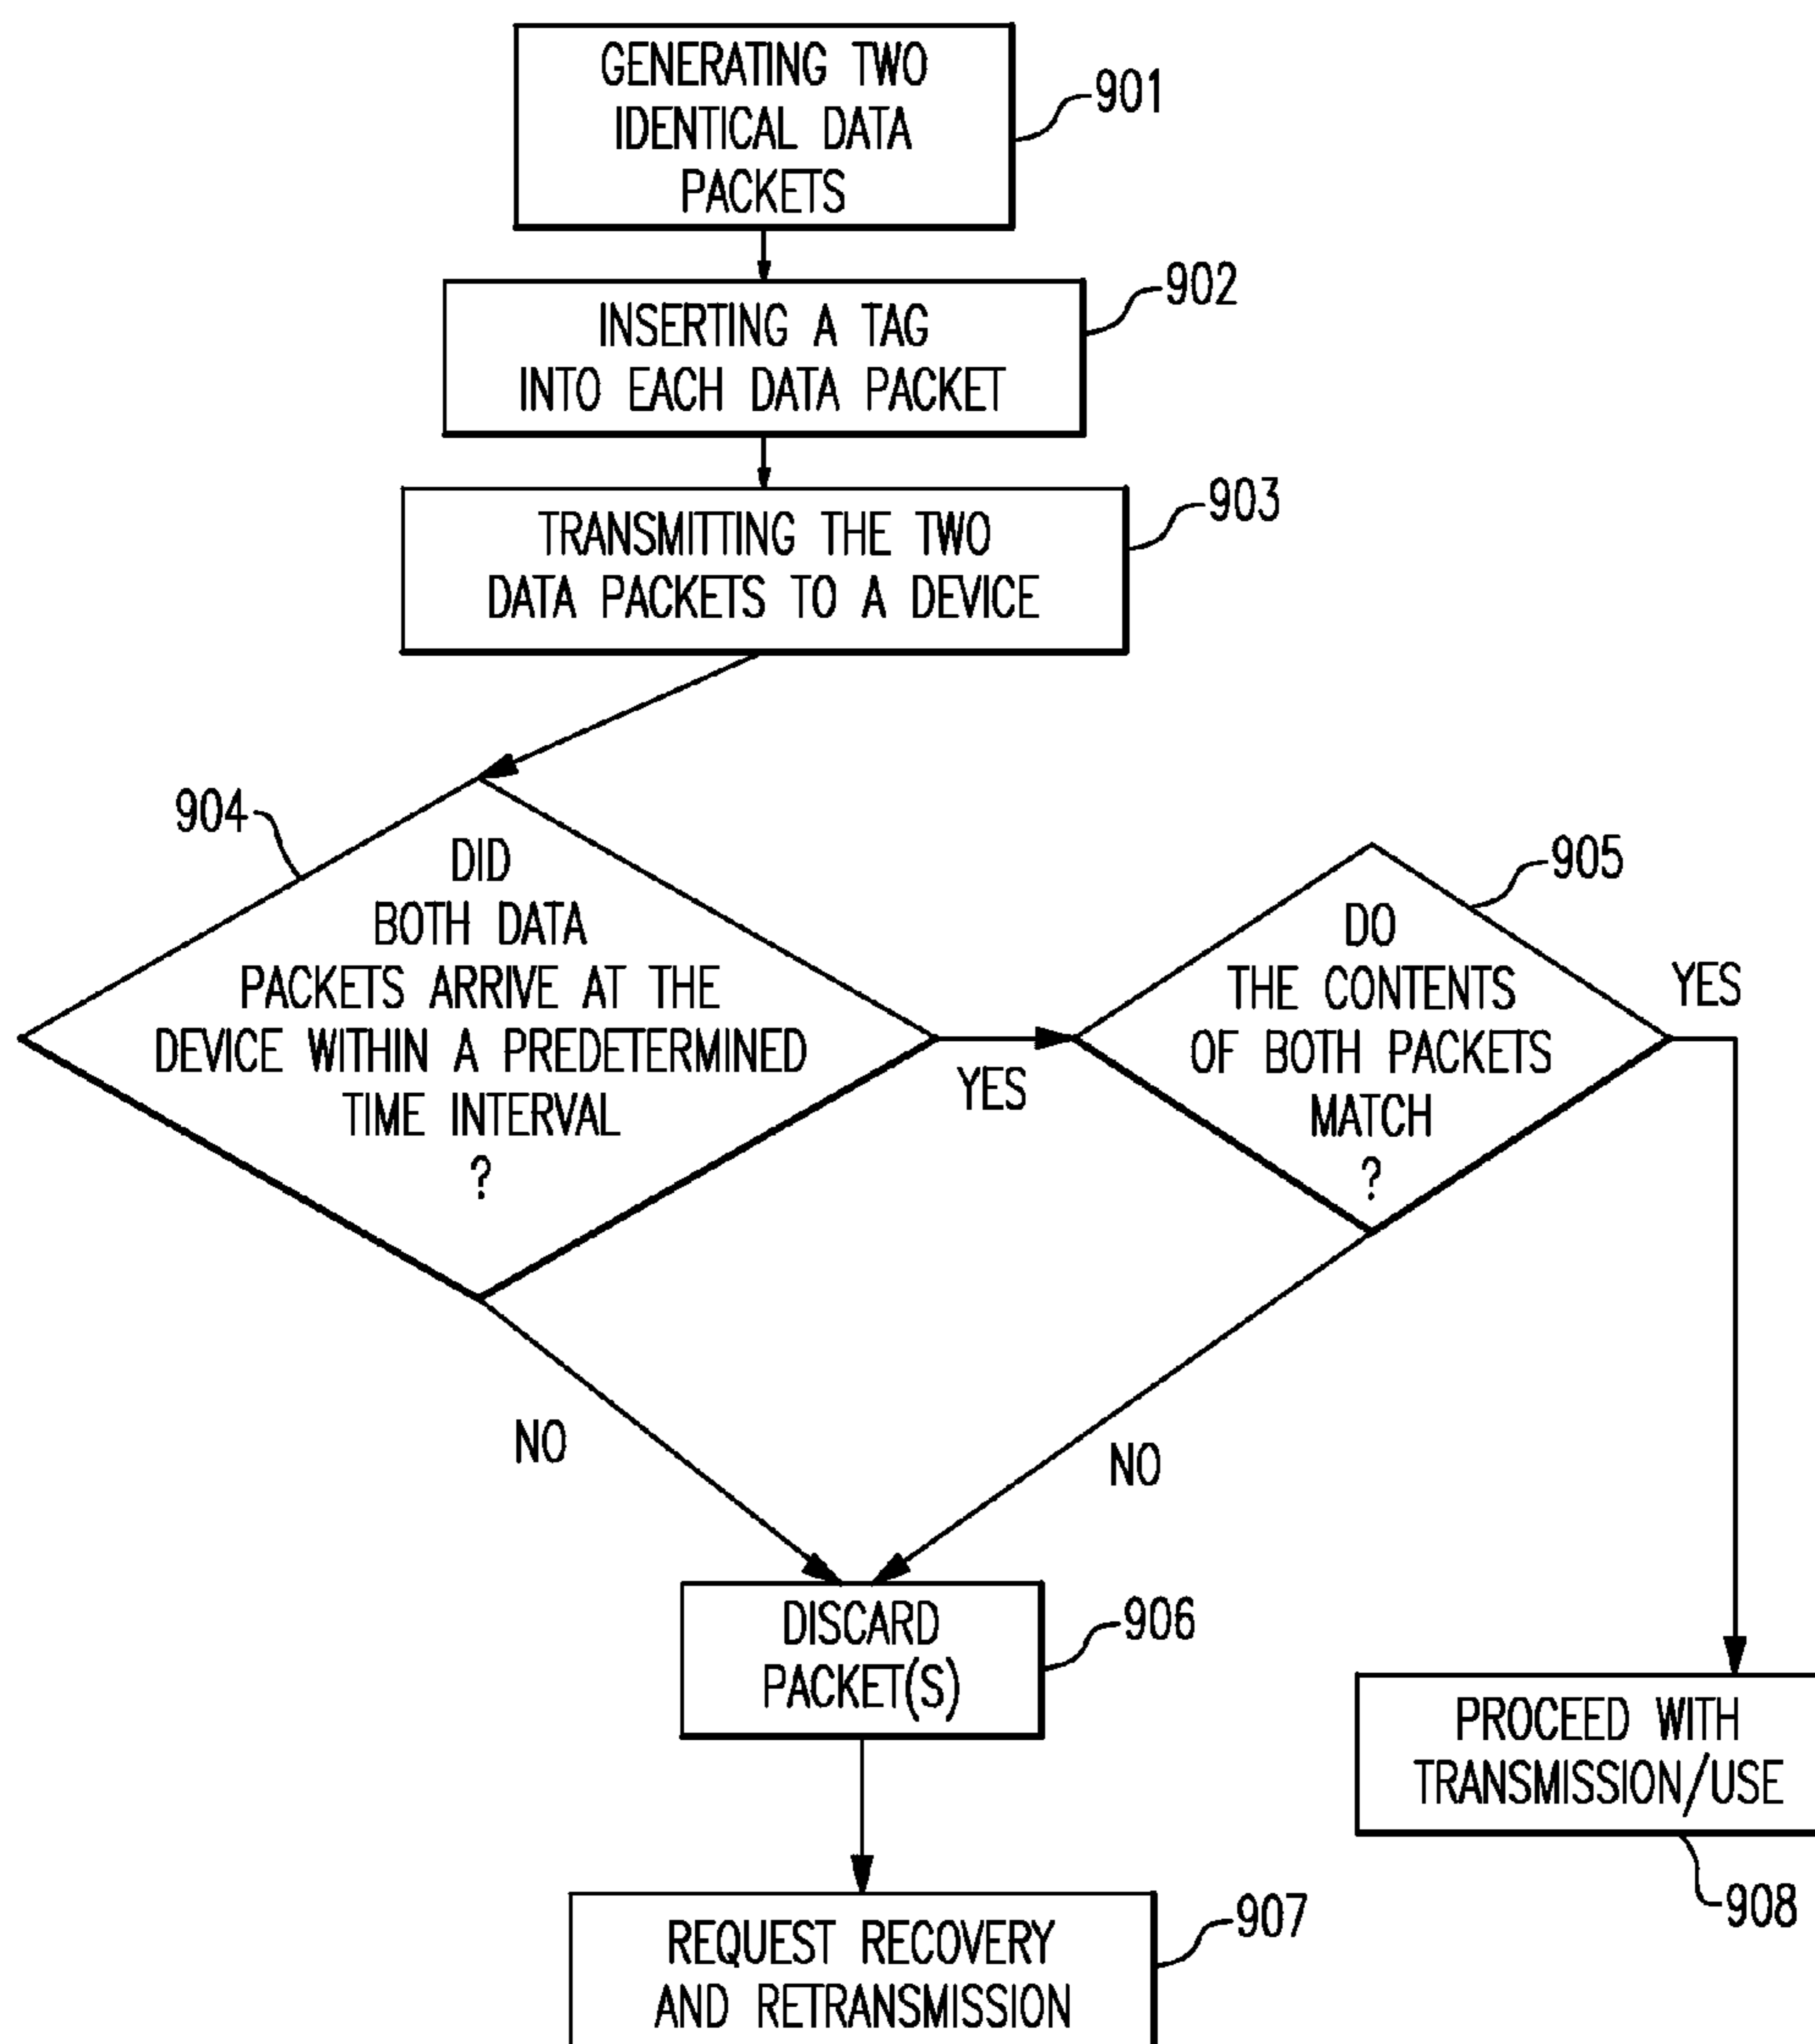 GENERATING TWO
IDENTICAL DATA
PACKETS
901
INSERTING A TAG
INTO EACH DATA PACKET
902
TRANSMITTING THE TWO
DATA PACKETS TO A DEVICE
903
904
DID
BOTH DATA
PACKETS ARRIVE AT THE
DEVICE WITHIN A PREDETERMINED
TIME INTERVAL
?
YES
905
DO
THE CONTENTS
OF BOTH PACKETS
MATCH
?
YES
NO
NO
DISCARD
PACKET(S)
906
PROCEED WITH
TRANSMISSION/USE
908
REQUEST RECOVERY
AND RETRANSMISSION
907